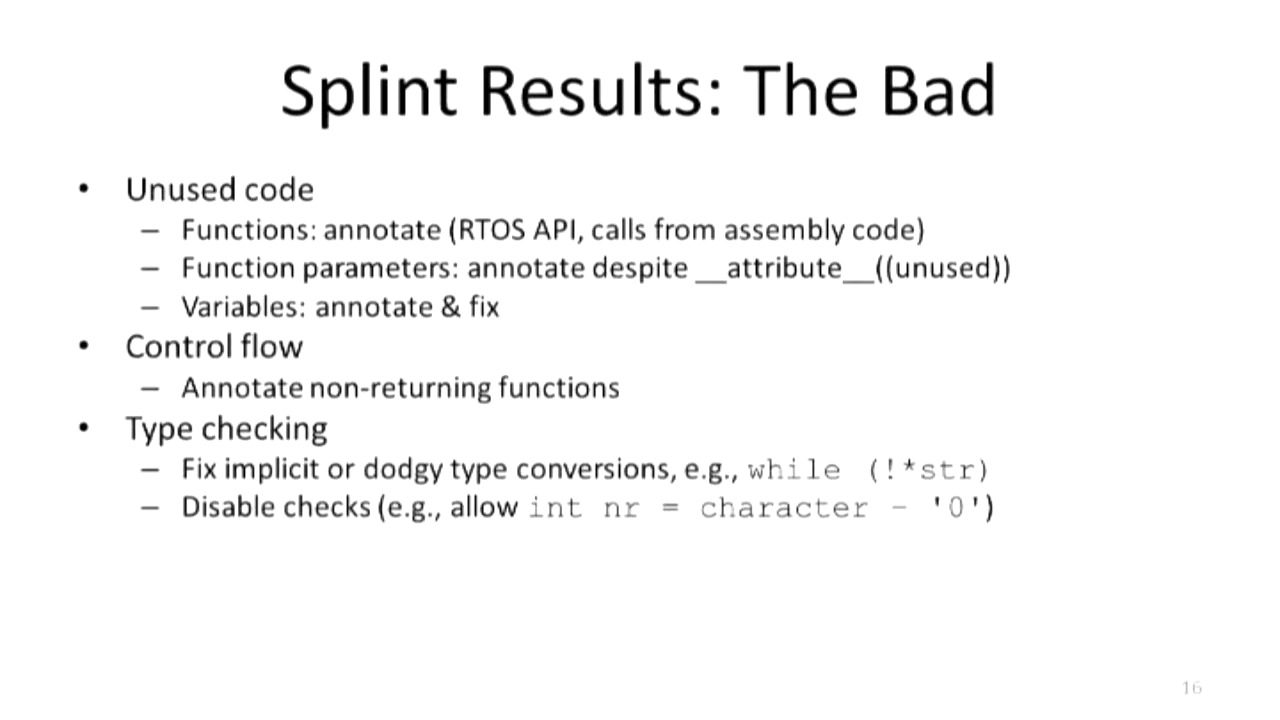 Splint Results: The Bad
• Unused code
– Functions: annotate (RTOS API, calls from assembly code)
– Function parameters: annotate despite __attribute__((unused))
– Variables: annotate & fix
• Control flow
– Annotate non-returning functions
• Type checking
– Fix implicit or dodgy type conversions, e.g., while (!*str)
– Disable checks (e.g., allow int nr = character - '0')
16